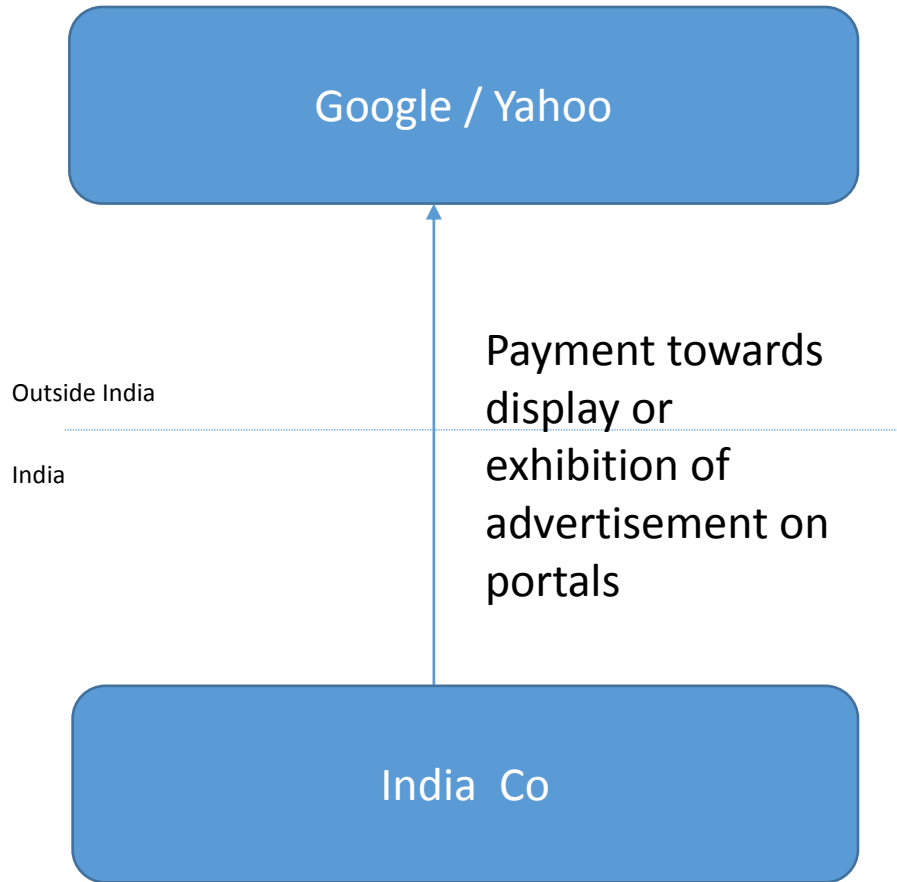 Google / Yahoo
Payment towards
display or
exhibition of
advertisement on
portals
Outside India
India
India Co